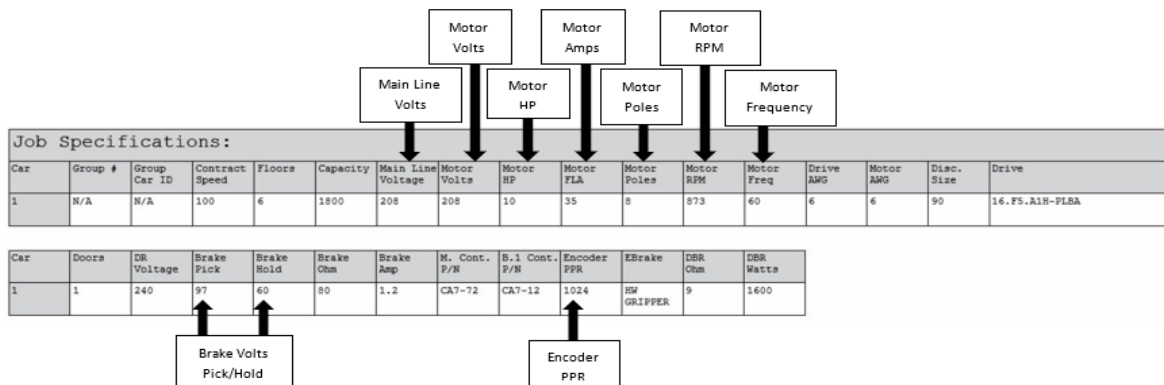 Motor
Volts
Motor
Amps
Motor
RPM
Main Line
Volts
Motor
HP
Motor
Poles
Motor
Frequency
Job Specifications:
Car Group # Group Car ID Contract Speed Floors Capacity Main Line Voltage Motor Volts Motor HP Motor FLA Motor Poles Motor RPM Motor Freq Drive AWG Motor AWG Disc. Size Drive
1 N/A N/A 100 6 1800 208 208 10 35 8 873 60 6 6 90 16.F5.A1H-PLBA
Car Doors DR Voltage Brake Pick Brake Hold Brake Ohm Brake Amp M. Cont. P/N B.1 Cont. P/N Encoder PPR EBrake DBR Ohm DBR Watts
1 1 240 97 60 80 1.2 CA7-72 CA7-12 1024 HW GRIPPER 9 1600
Brake Volts
Pick/Hold
Encoder
PPR